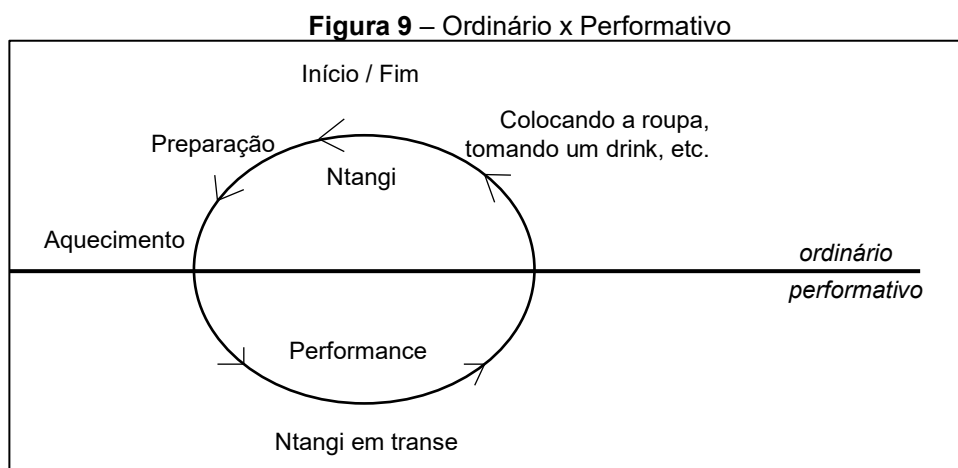 Figura 9 – Ordinário x Performativo
Início / Fim
Colocando a roupa,
tomando um drink, etc.
Preparação
Ntangi
Aquecimento
ordinário
performativo
Performance
Ntangi em transe